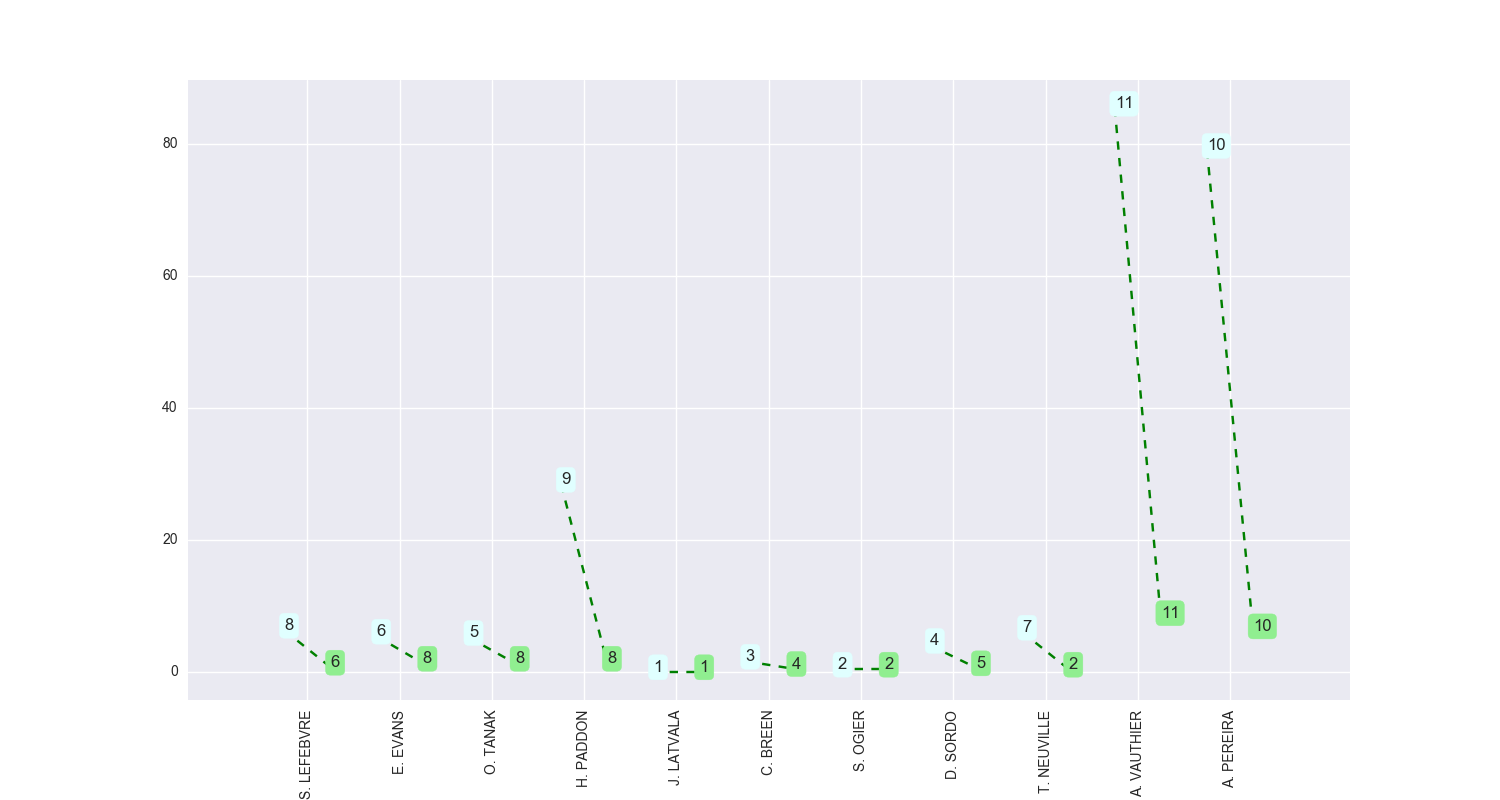 11
80
10
60
40
9
20
11
8
10
6
6
5
7
3
4
6
8
8
8
1
1
4
2
2
5
2
0
S. LEFEBVRE
E. EVANS
O. TANAK
H. PADDON
J. LATVALA
C. BREEN
S. OGIER
D. SORDO
T. NEUVILLE
A. VAUTHIER
A. PEREIRA